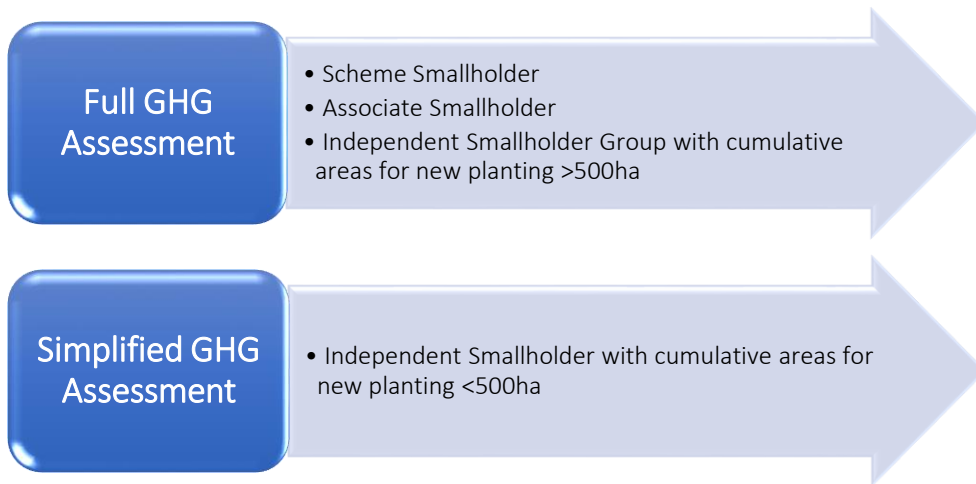 Full GHG
Assessment
• Scheme Smallholder
• Associate Smallholder
• Independent Smallholder Group with cumulative
areas for new planting >500ha
Simplified GHG
Assessment
• Independent Smallholder with cumulative areas for
new planting <500ha